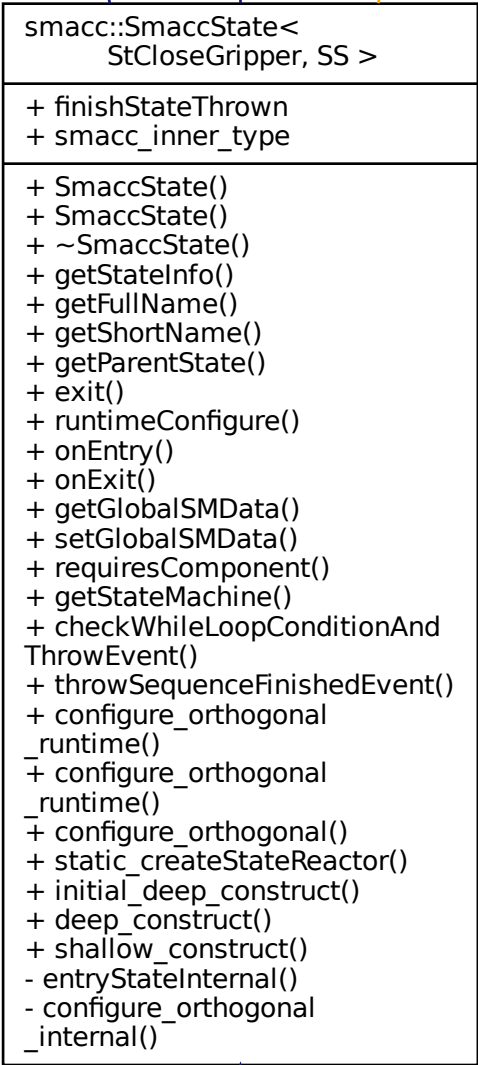 smacc::SmaccState<
StCloseGripper, SS >
+ finishStateThrown
+ smacc_inner_type
+ SmaccState()
+ SmaccState()
+ ~SmaccState()
+ getStateInfo()
+ getFullName()
+ getShortName()
+ getParentState()
+ exit()
+ runtimeConfigure()
+ onEntry()
+ onExit()
+ getGlobalSMData()
+ setGlobalSMData()
+ requiresComponent()
+ getStateMachine()
+ checkWhileLoopConditionAnd
ThrowEvent()
+ throwSequenceFinishedEvent()
+ configure_orthogonal
_runtime()
+ configure_orthogonal
_runtime()
+ configure_orthogonal()
+ static_createStateReactor()
+ initial_deep_construct()
+ deep_construct()
+ shallow_construct()
- entryStateInternal()
- configure_orthogonal
_internal()